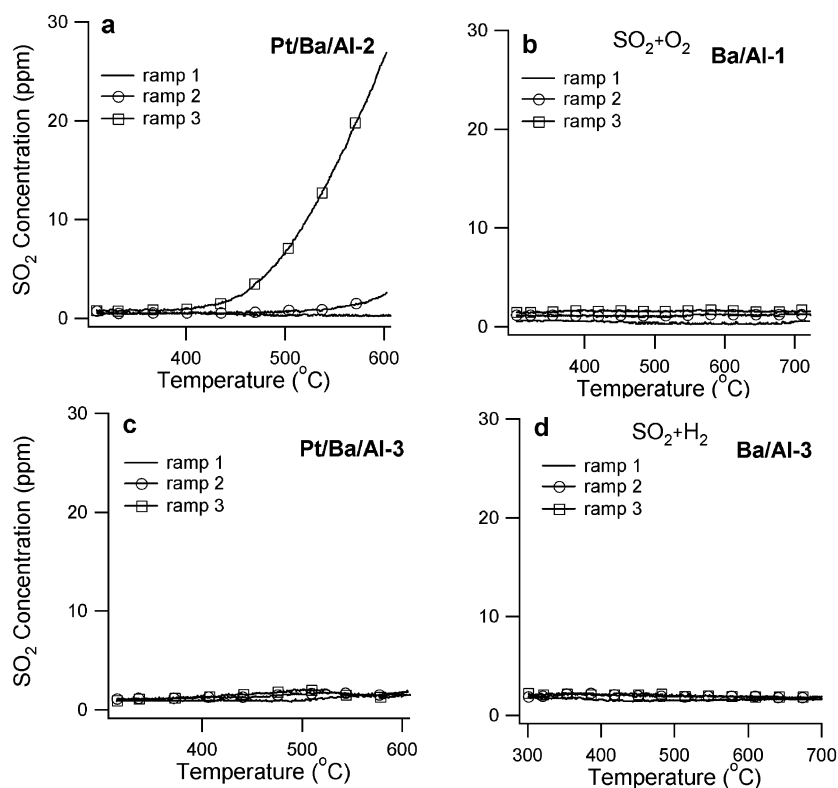 a
Pt/Ba/Al-2
ramp 1
ramp 2
ramp 3
30
20
10
0
SO2 Concentration (ppm)
400 500 600
Temperature (°C)
b
SO2+O2
Ba/Al-1
ramp 1
ramp 2
ramp 3
30
20
10
0
400 500 600 700
Temperature (°C)
c
Pt/Ba/Al-3
ramp 1
ramp 2
ramp 3
30
20
10
0
SO2 Concentration (ppm)
400 500 600
Temperature (°C)
d
SO2+H2
Ba/Al-3
ramp 1
ramp 2
ramp 3
30
20
10
0
300 400 500 600 700
Temperature (°C)